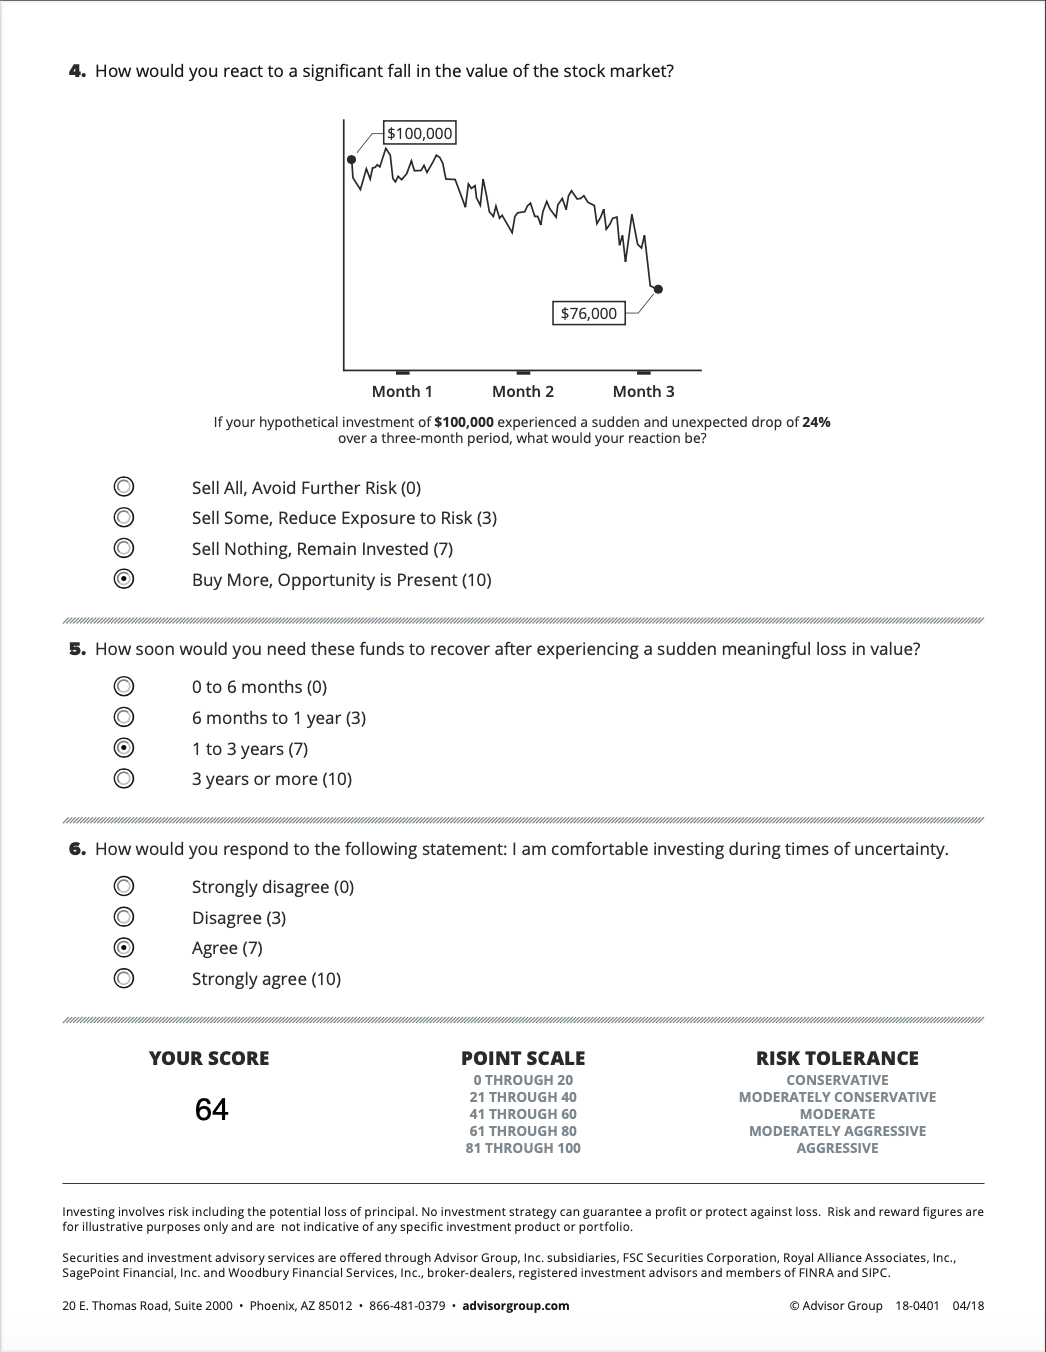 4. How would you react to a significant fall in the value of the stock market?
$100,000
$76,000
Month 1 Month 2 Month 3
If your hypothetical investment of $100,000 experienced a sudden and unexpected drop of 24%
over a three-month period, what would your reaction be?
Sell All, Avoid Further Risk (0)
Sell Some, Reduce Exposure to Risk (3)
Sell Nothing, Remain Invested (7)
Buy More, Opportunity is Present (10)
5. How soon would you need these funds to recover after experiencing a sudden meaningful loss in value?
0 to 6 months (0)
6 months to 1 year (3)
1 to 3 years (7)
3 years or more (10)
6. How would you respond to the following statement: I am comfortable investing during times of uncertainty.
Strongly disagree (0)
Disagree (3)
Agree (7)
Strongly agree (10)
YOUR SCORE
64
POINT SCALE
0 THROUGH 20
21 THROUGH 40
41 THROUGH 60
61 THROUGH 80
81 THROUGH 100
RISK TOLERANCE
CONSERVATIVE
MODERATELY CONSERVATIVE
MODERATE
MODERATELY AGGRESSIVE
AGGRESSIVE
Investing involves risk including the potential loss of principal. No investment strategy can guarantee a profit or protect against loss. Risk and reward figures are
for illustrative purposes only and are not indicative of any specific investment product or portfolio.
Securities and investment advisory services are offered through Advisor Group, Inc. subsidiaries, FSC Securities Corporation, Royal Alliance Associates, Inc.,
SagePoint Financial, Inc. and Woodbury Financial Services, Inc., broker-dealers, registered investment advisors and members of FINRA and SIPC.
20 E. Thomas Road, Suite 2000 • Phoenix, AZ 85012 • 866-481-0379 • advisorgroup.com © Advisor Group 18-0401 04/18